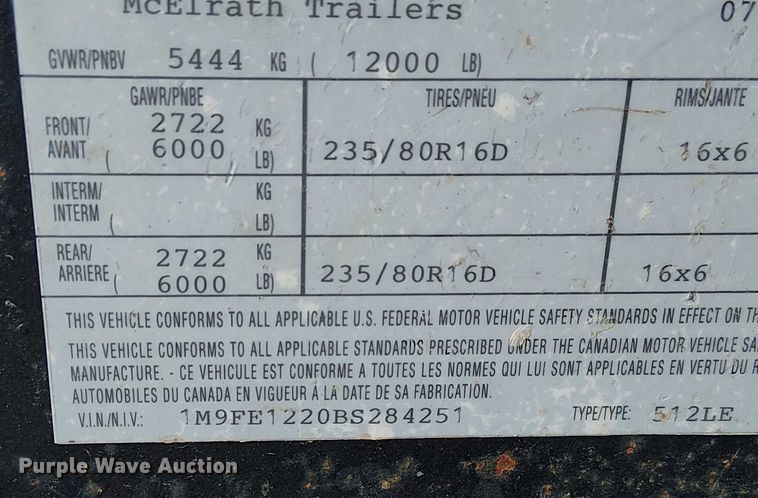 McElrath Trailers 07
GVWR/PNBV 5444 KG ( 12000 LB)
GAWR/PNBE TIRES/PNEU RIMS/JANTE
FRONT/ 2722 KG
AVANT ( 6000 LB) 235/80R16D 16x6
INTERM/ KG
INTERM ( LB)
REAR/ 2722 KG
ARRIERE ( 6000 LB) 235/80R16D 16x6
THIS VEHICLE CONFORMS TO ALL APPLICABLE U.S. FEDERAL MOTOR VEHICLE SAFETY STANDARDS IN EFFECT ON TH
THIS VEHICLE CONFORMS TO ALL APPLICABLE STANDARDS PRESCRIBED UNDER THE CANADIAN MOTOR VEHICLE SA
MANUFACTURE. - CE VEHICULE EST CONFORME A TOUTES LES NORMES QUI LUI SONT APPLICABLES EN VERTU DU R
AUTOMOBILES DU CANADA EN VIGUEUR À LA DATE DE SA FABRICATION.
V.I.N./N.I.V.: 1M9FE1220BS284251 TYPE/TYPE: 512LE
Purple Wave Auction